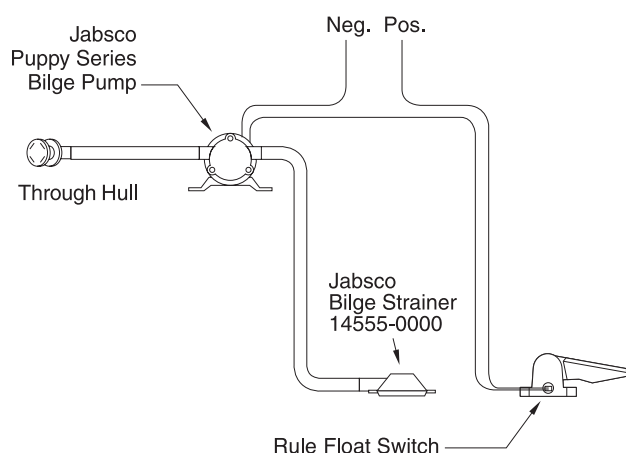 Jabsco
Puppy Series
Bilge Pump
Neg. Pos.
Through Hull
Jabsco
Bilge Strainer
14555-0000
Rule Float Switch